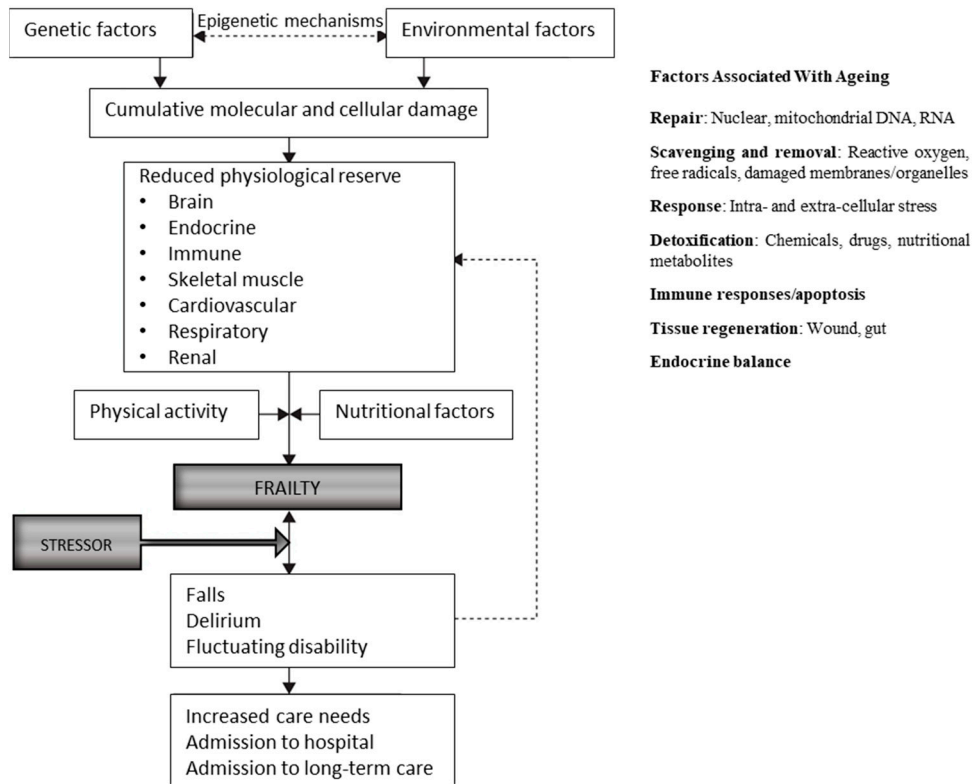 Genetic factors
Epigenetic mechanisms
Environmental factors
Cumulative molecular and cellular damage
Reduced physiological reserve
• Brain
• Endocrine
• Immune
• Skeletal muscle
• Cardiovascular
• Respiratory
• Renal
Physical activity
Nutritional factors
FRAILTY
STRESSOR
Falls
Delirium
Fluctuating disability
Increased care needs
Admission to hospital
Admission to long-term care
Factors Associated With Ageing
Repair: Nuclear, mitochondrial DNA, RNA
Scavenging and removal: Reactive oxygen,
free radicals, damaged membranes/organelles
Response: Intra- and extra-cellular stress
Detoxification: Chemicals, drugs, nutritional
metabolites
Immune responses/apoptosis
Tissue regeneration: Wound, gut
Endocrine balance